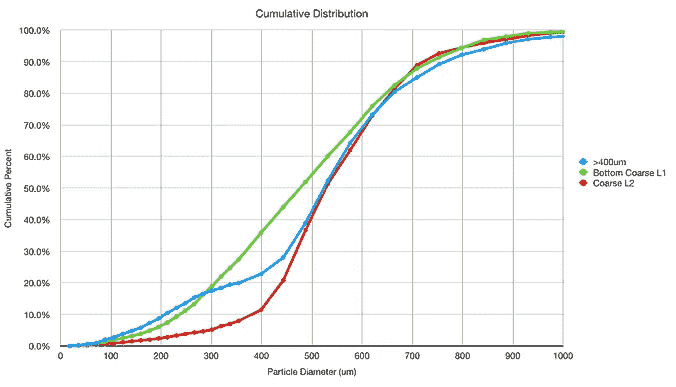 Cumulative Distribution
100.0%
90.0%
80.0%
70.0%
60.0%
50.0%
40.0%
30.0%
20.0%
10.0%
0.0%
Cumulative Percent
0 100 200 300 400 500 600 700 800 900 1000
Particle Diameter (um)
>400um
Bottom Coarse L1
Coarse L2